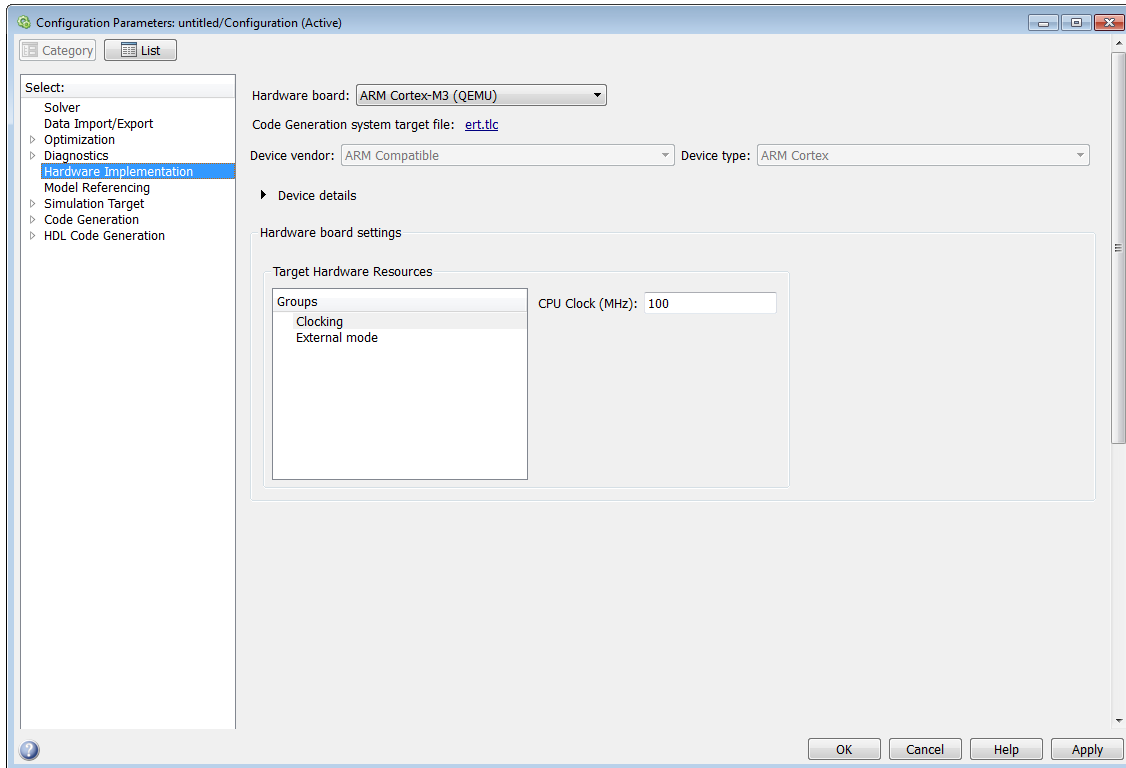 Configuration Parameters: untitled/Configuration (Active)
Category
List
Select:
Solver
Data Import/Export
Optimization
Diagnostics
Hardware Implementation
Model Referencing
Simulation Target
Code Generation
HDL Code Generation
Hardware board: ARM Cortex-M3 (QEMU)
Code Generation system target file: ert.tlc
Device vendor: ARM Compatible Device type: ARM Cortex
Device details
Hardware board settings
Target Hardware Resources
Groups
Clocking
External mode
CPU Clock (MHz): 100
OK Cancel Help Apply